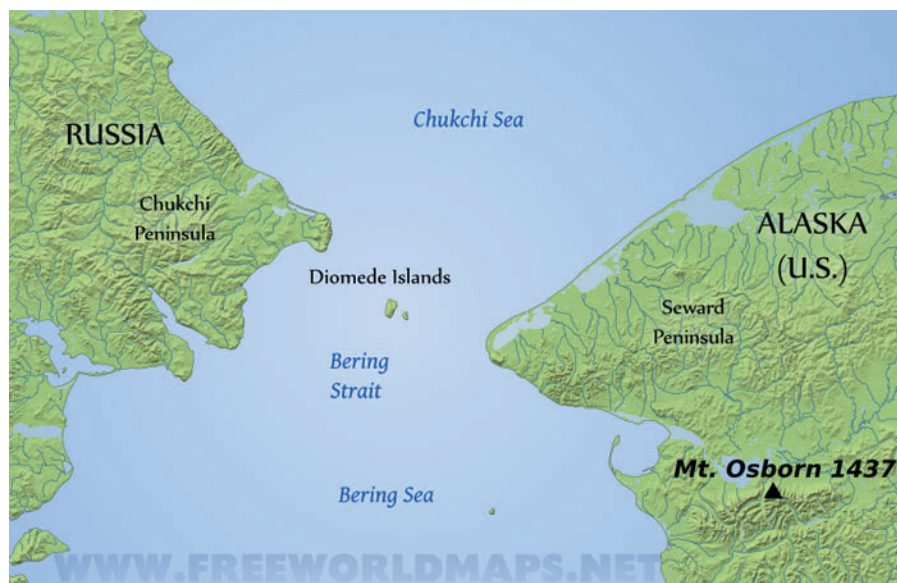 Chukchi Sea
RUSSIA
Chukchi
Peninsula
ALASKA
(U.S.)
Diomede Islands
Seward
Peninsula
Bering
Strait
Mt. Osborn 1437
Bering Sea
WWW.FREEWORLDMAPS.NET